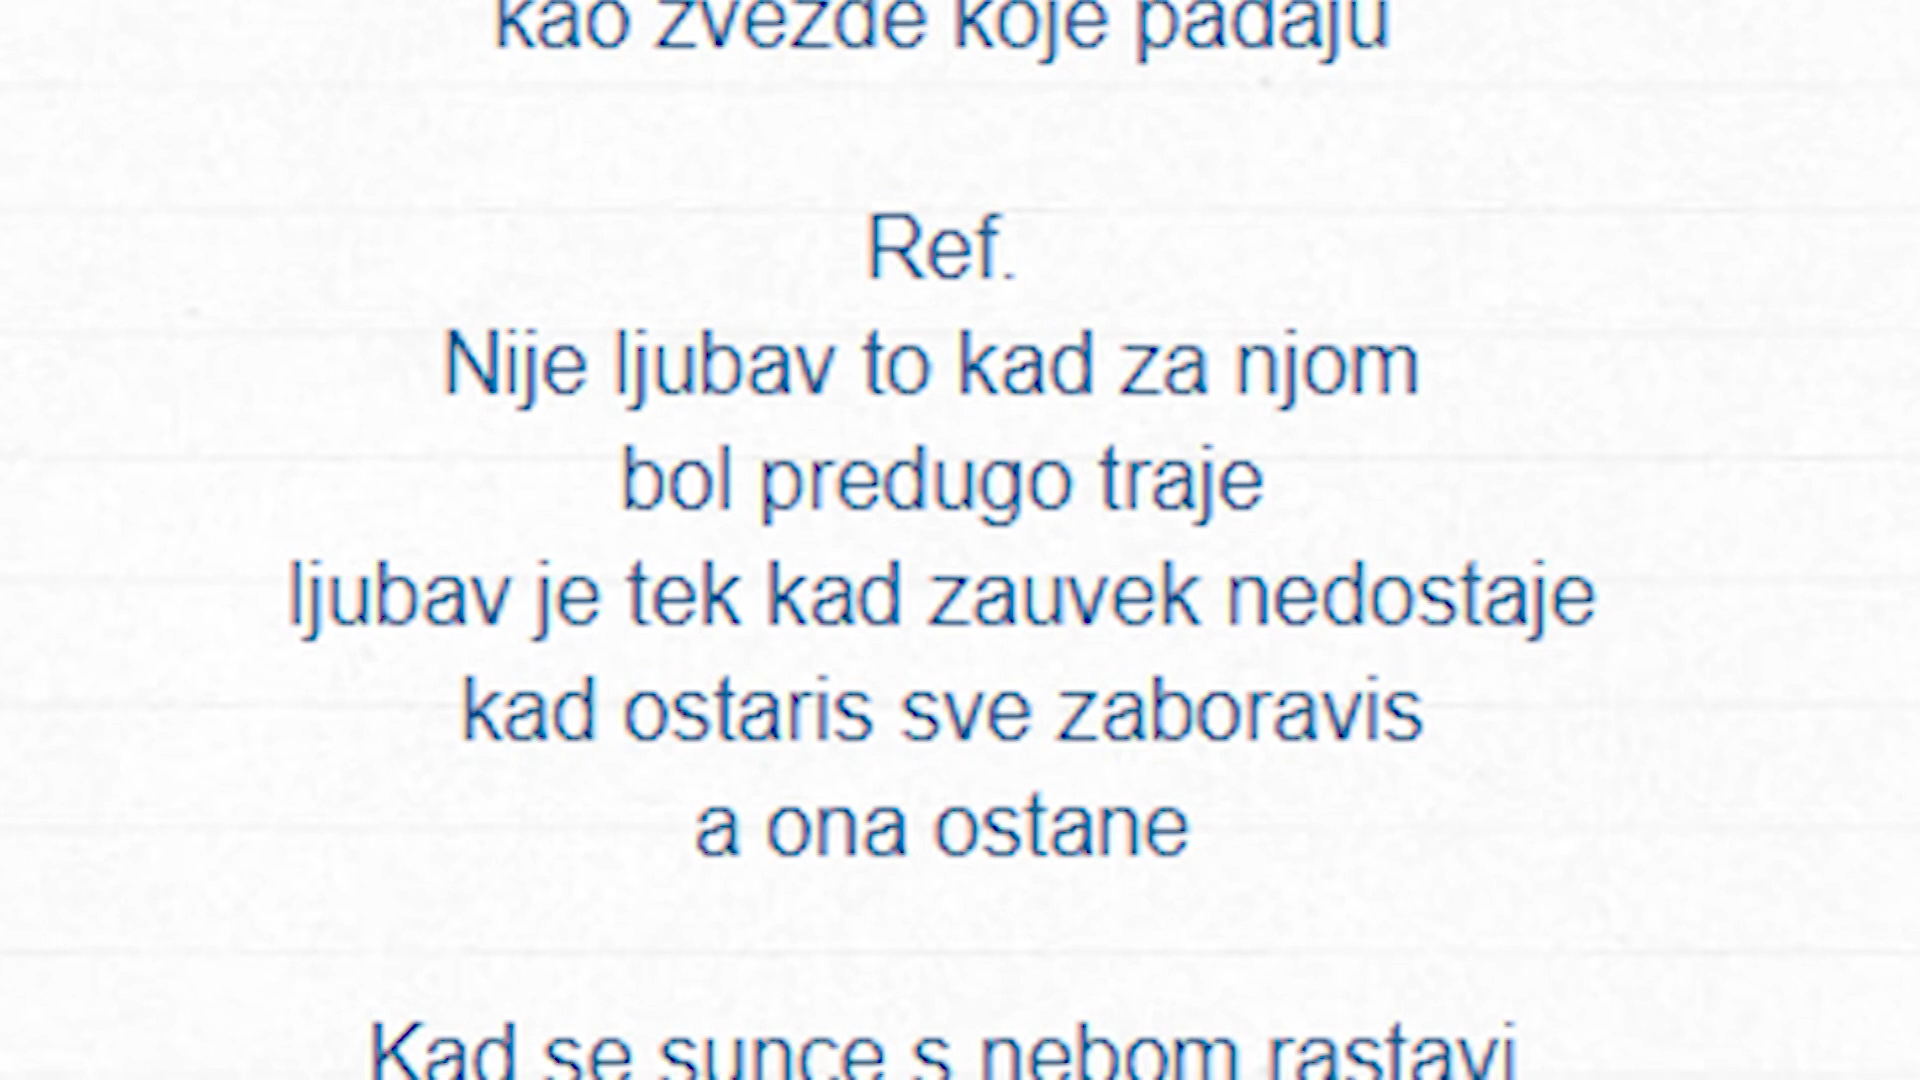 kao zvezde koje padaju
Ref.
Nije ljubav to kad za njom
bol predugo traje
ljubav je tek kad zauvek nedostaje
kad ostaris sve zaboravis
a ona ostane
Kad se sunce s nebom rastavi